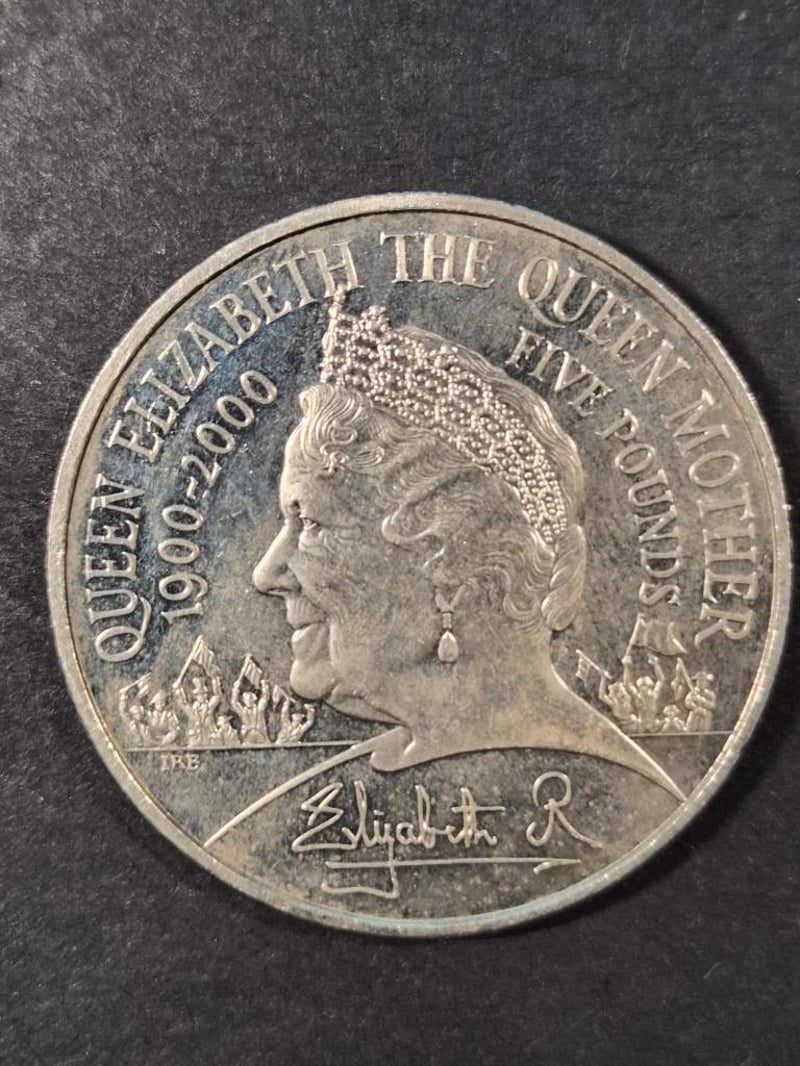 QUEEN ELIZABETH THE QUEEN MOTHER
1900-2000
FIVE POUNDS
IRB
Elizabeth R